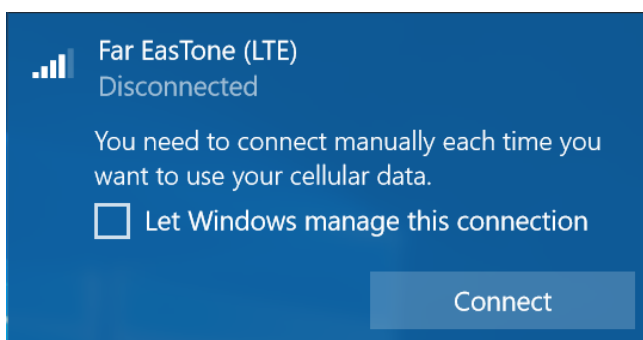 Far EasTone (LTE)
Disconnected
You need to connect manually each time you
want to use your cellular data.
Let Windows manage this connection
Connect